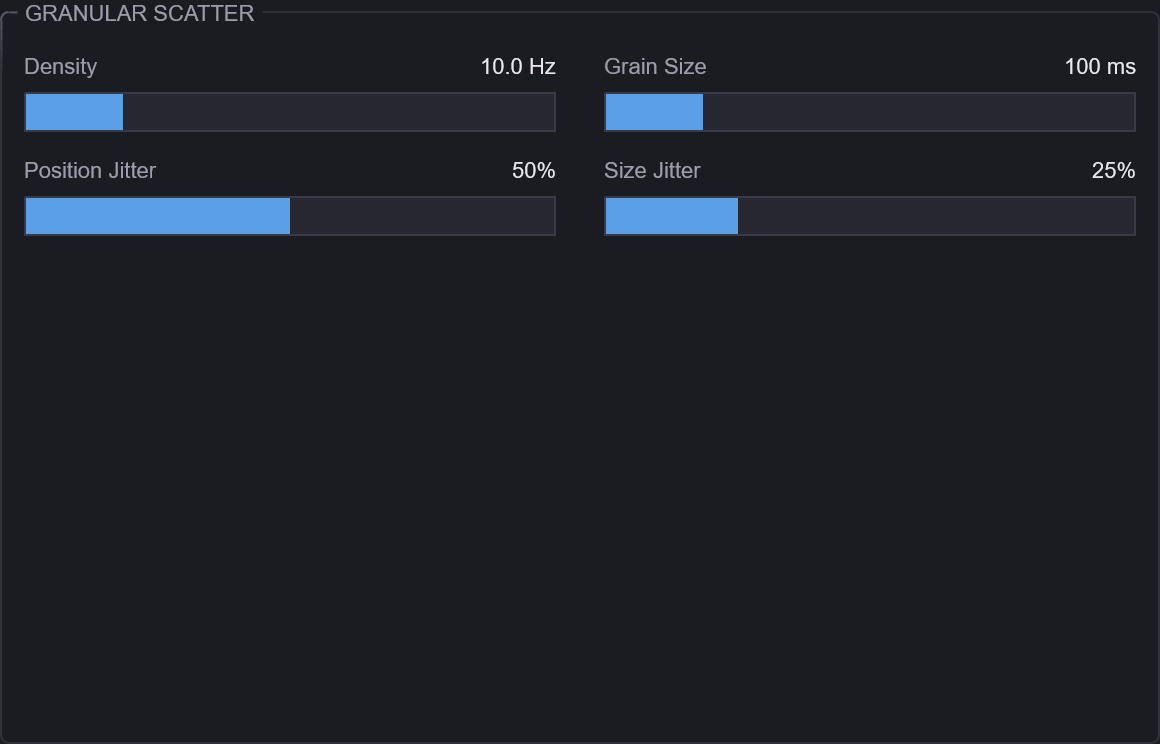 GRANULAR SCATTER
Density 10.0 Hz
Grain Size 100 ms
Position Jitter 50%
Size Jitter 25%